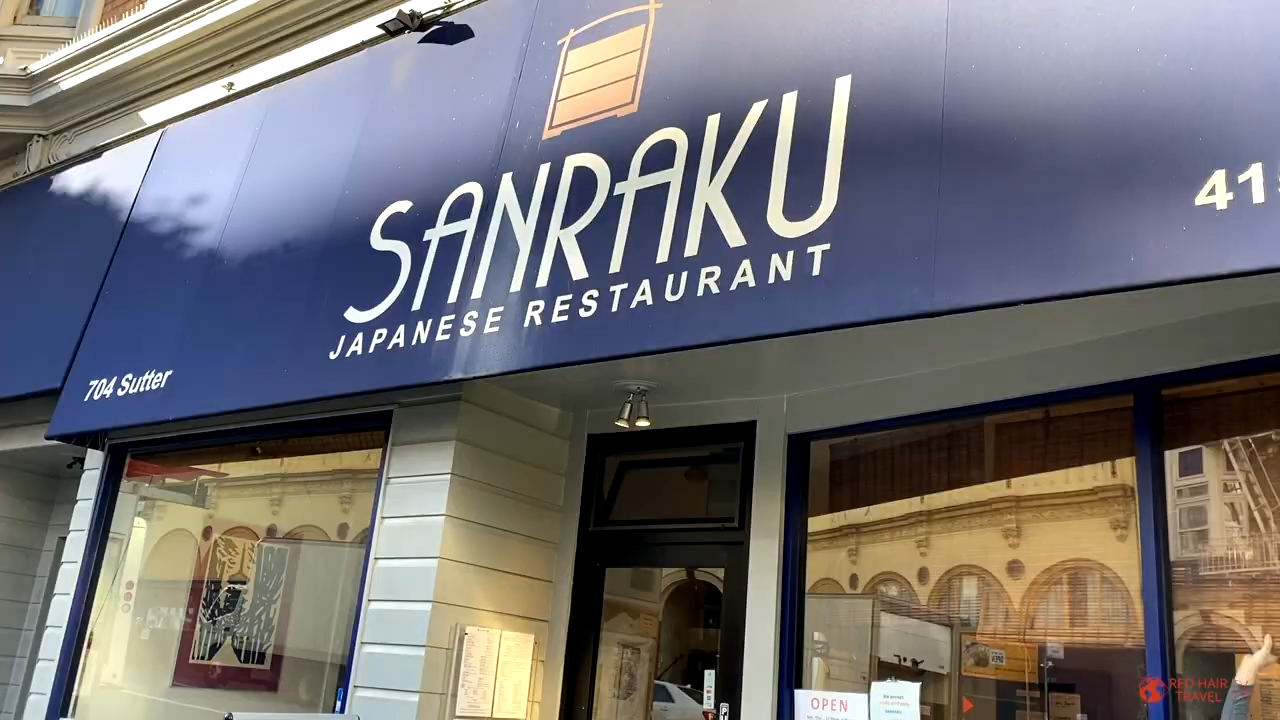 SANRAKU
JAPANESE RESTAURANT
41
704 Sutter
OPEN
RED HAIR
TRAVEL